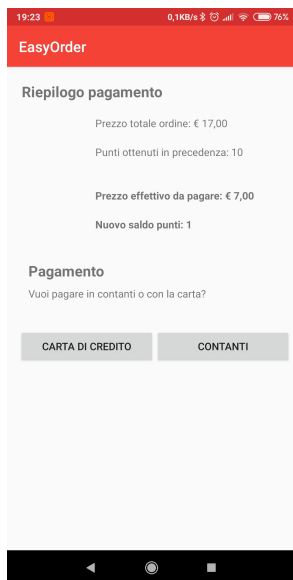 19:23 0,1KB/s 76%
EasyOrder
Riepilogo pagamento
Prezzo totale ordine: € 17,00
Punti ottenuti in precedenza: 10
Prezzo effettivo da pagare: € 7,00
Nuovo saldo punti: 1
Pagamento
Vuoi pagare in contanti o con la carta?
CARTA DI CREDITO CONTANTI